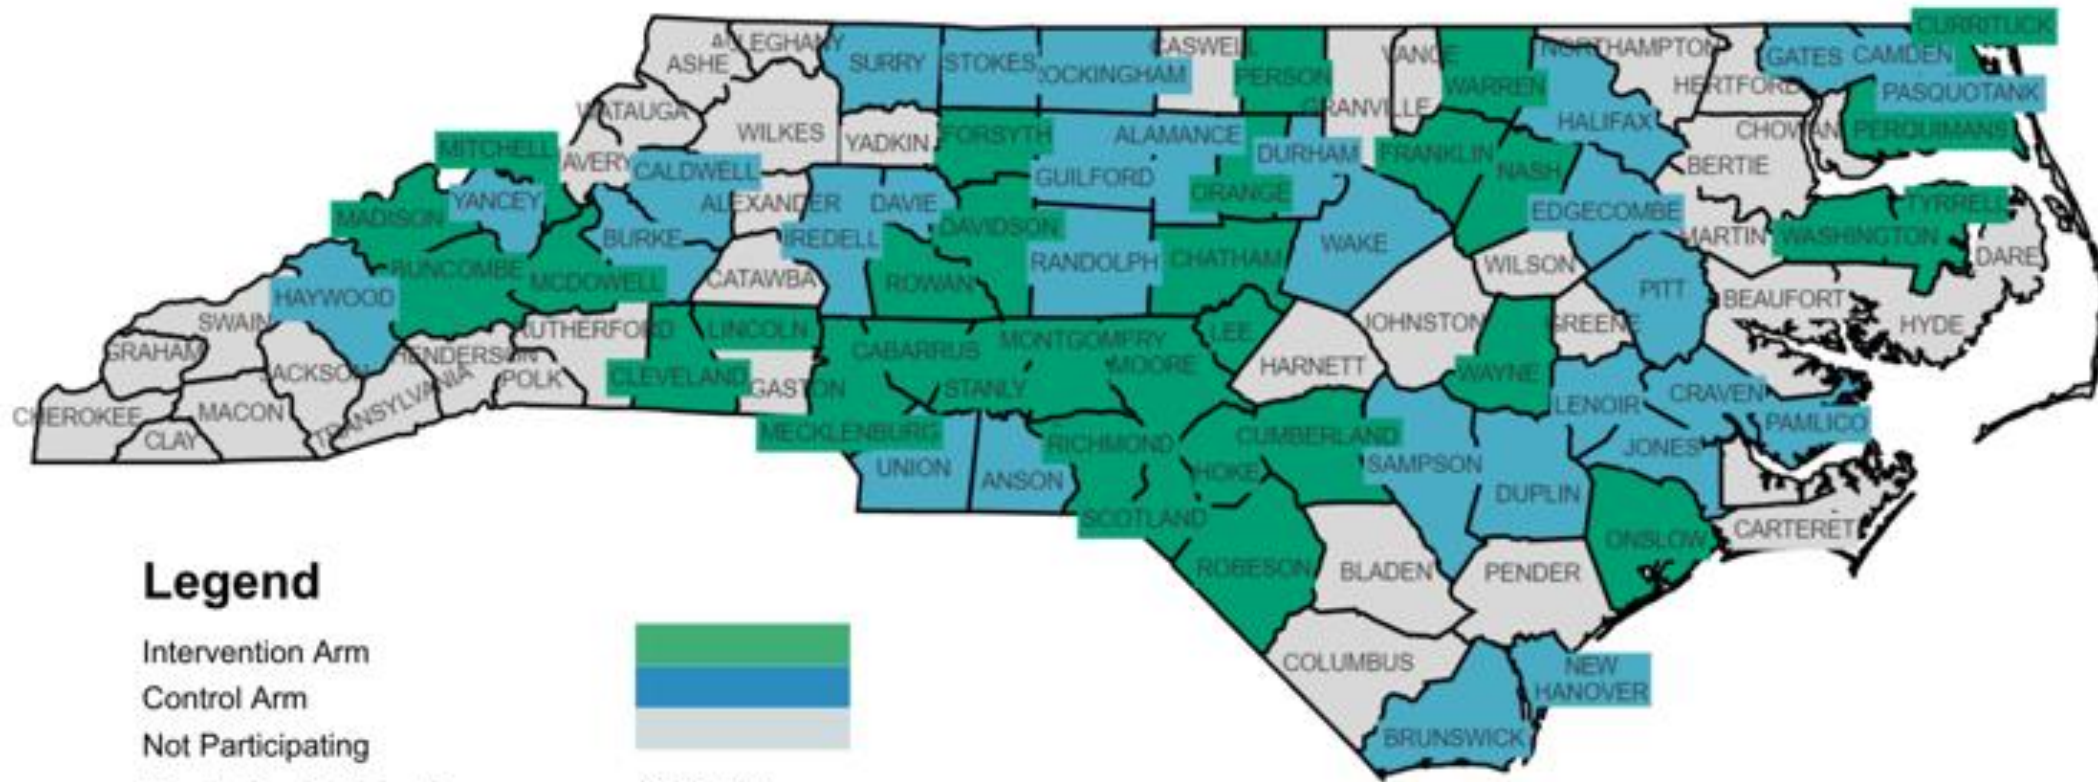 CURRITUCK
ALLEGHANY
ASHE
SURRY
STOKES
ROCKINGHAM
CASWELL
PERSON
VANCE
WARREN
NORTHAMPTON
GATES
CAMDEN
HERTFORD
PASQUOTANK
WATAUGA
WILKES
YADKIN
FORSYTH
ALAMANCE
GRANVILLE
HALIFAX
CHOWAN
PERQUIMANS
MITCHELL
AVERY
CALDWELL
GUILFORD
DURHAM
FRANKLIN
NASH
BERTIE
YANCEY
MADISON
ALEXANDER
DAVIE
ORANGE
EDGECOMBE
TYRRELL
BURKE
IREDELL
DAVIDSON
WAKE
MARTIN
WASHINGTON
DARE
BUNCOMBE
MCDOWELL
CATAWBA
ROWAN
RANDOLPH
CHATHAM
WILSON
PITT
BEAUFORT
HAYWOOD
SWAIN
RUTHERFORD
LINCOLN
CABARRUS
MONTGOMERY
LEE
JOHNSTON
GREENE
HYDE
GRAHAM
JACKSON
HENDERSON
POLK
CLEVELAND
GASTON
STANLY
MOORE
HARNETT
WAYNE
CHEROKEE
MACON
TRANSYLVANIA
CLAY
MECKLENBURG
LENOIR
CRAVEN
PAMLICO
UNION
ANSON
RICHMOND
CUMBERLAND
HOKE
SAMPSON
JONES
DUPLIN
SCOTLAND
ROBESON
BLADEN
PENDER
ONSLOW
CARTERET
COLUMBUS
NEW
HANOVER
BRUNSWICK
Legend
Intervention Arm
Control Arm
Not Participating